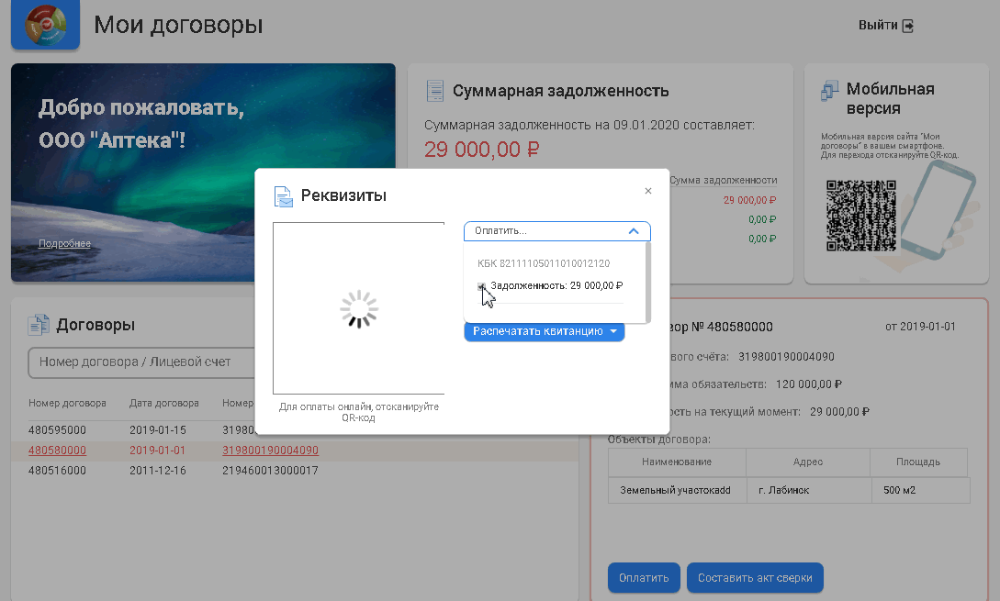 Мои договоры
Выйти
Добро пожаловать,
ООО "Аптека"!
Подробнее
Суммарная задолженность
Суммарная задолженность на 09.01.2020 составляет:
29 000,00 ₽
Сумма задолженности
29 000,00 ₽
0,00 ₽
0,00 ₽
Мобильная
версия
Мобильная версия сайта "Мои
договоры" в вашем смартфоне.
Для перехода отсканируйте QR-код.
Реквизиты
×
Оплатить...
КБК 82111105011010012120
Задолженность: 29 000,00 ₽
Распечатать квитанцию
Для оплаты онлайн, отсканируйте
QR-код
Договоры
Номер договора / Лицевой счет
Номер договора Дата договора Номер
480595000 2019-01-15 31980
480580000 2019-01-01 319800190004090
480516000 2011-12-16 219460013000017
вор № 480580000 от 2019-01-01
вого счёта: 319800190004090
мма обязательств: 120 000,00 ₽
ость на текущий момент: 29 000,00 ₽
Объекты договора:
Наименование Адрес Площадь
Земельный участокadd г. Лабинск 500 м2
Оплатить Составить акт сверки